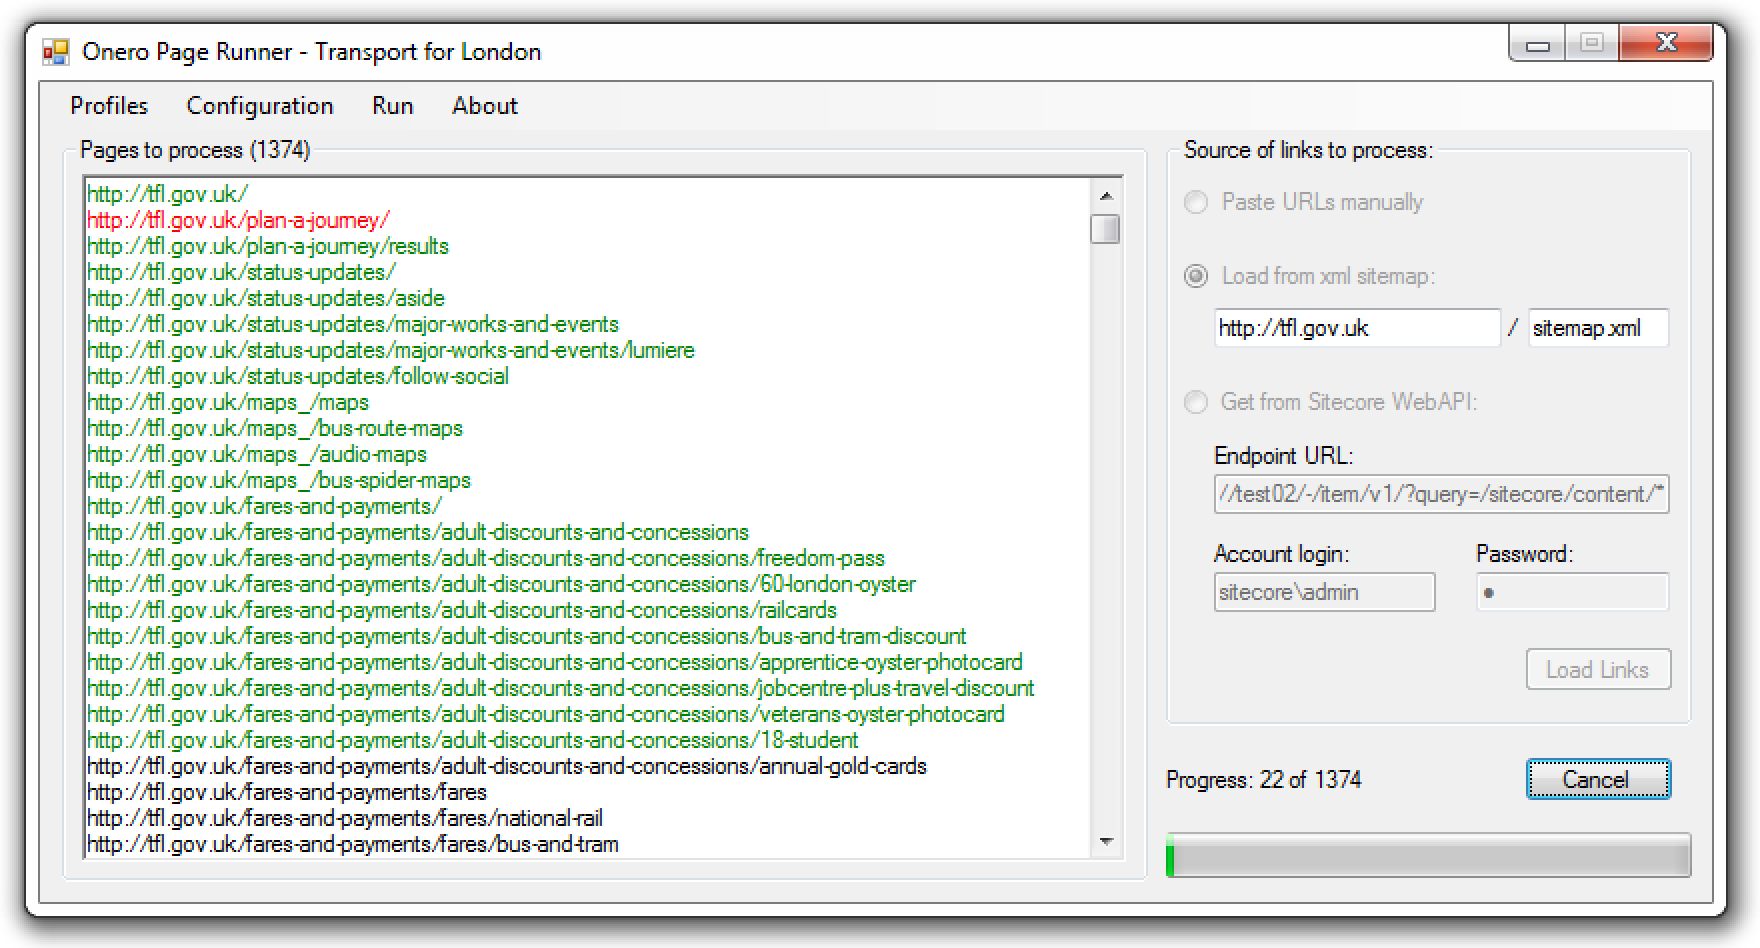 Onero Page Runner - Transport for London
Profiles Configuration Run About
Pages to process (1374)
http://tfl.gov.uk/
http://tfl.gov.uk/plan-a-journey/
http://tfl.gov.uk/plan-a-journey/results
http://tfl.gov.uk/status-updates/
http://tfl.gov.uk/status-updates/aside
http://tfl.gov.uk/status-updates/major-works-and-events
http://tfl.gov.uk/status-updates/major-works-and-events/lumiere
http://tfl.gov.uk/status-updates/follow-social
http://tfl.gov.uk/maps_/maps
http://tfl.gov.uk/maps_/bus-route-maps
http://tfl.gov.uk/maps_/audio-maps
http://tfl.gov.uk/maps_/bus-spider-maps
http://tfl.gov.uk/fares-and-payments/
http://tfl.gov.uk/fares-and-payments/adult-discounts-and-concessions
http://tfl.gov.uk/fares-and-payments/adult-discounts-and-concessions/freedom-pass
http://tfl.gov.uk/fares-and-payments/adult-discounts-and-concessions/60-london-oyster
http://tfl.gov.uk/fares-and-payments/adult-discounts-and-concessions/railcards
http://tfl.gov.uk/fares-and-payments/adult-discounts-and-concessions/bus-and-tram-discount
http://tfl.gov.uk/fares-and-payments/adult-discounts-and-concessions/apprentice-oyster-photocard
http://tfl.gov.uk/fares-and-payments/adult-discounts-and-concessions/jobcentre-plus-travel-discount
http://tfl.gov.uk/fares-and-payments/adult-discounts-and-concessions/veterans-oyster-photocard
http://tfl.gov.uk/fares-and-payments/adult-discounts-and-concessions/18-student
http://tfl.gov.uk/fares-and-payments/adult-discounts-and-concessions/annual-gold-cards
http://tfl.gov.uk/fares-and-payments/fares
http://tfl.gov.uk/fares-and-payments/fares/national-rail
http://tfl.gov.uk/fares-and-payments/fares/bus-and-tram
Source of links to process:
Paste URLs manually
Load from xml sitemap:
http://tfl.gov.uk / sitemap.xml
Get from Sitecore WebAPI:
Endpoint URL:
//test02/-/item/v1/?query=/sitecore/content/*
Account login: Password:
sitecore\admin ●
Load Links
Progress: 22 of 1374 Cancel